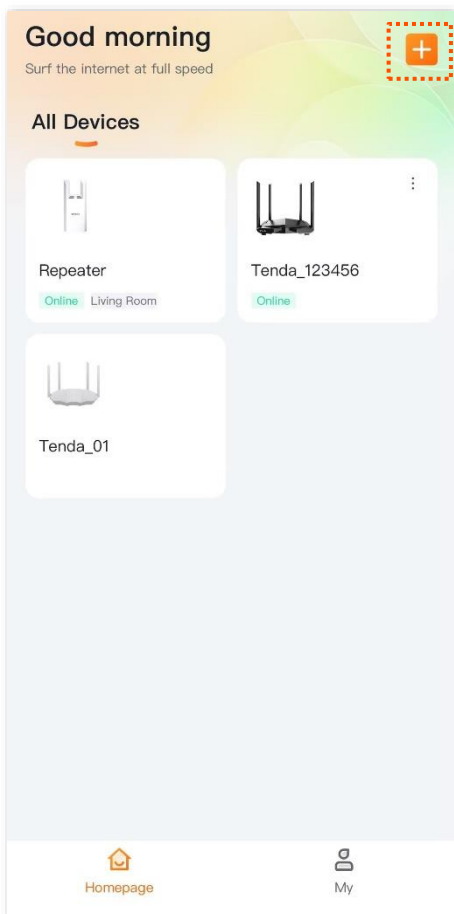 Good morning
Surf the internet at full speed
All Devices
Repeater
Online Living Room
Tenda_123456
Online
Tenda_01
Homepage
My